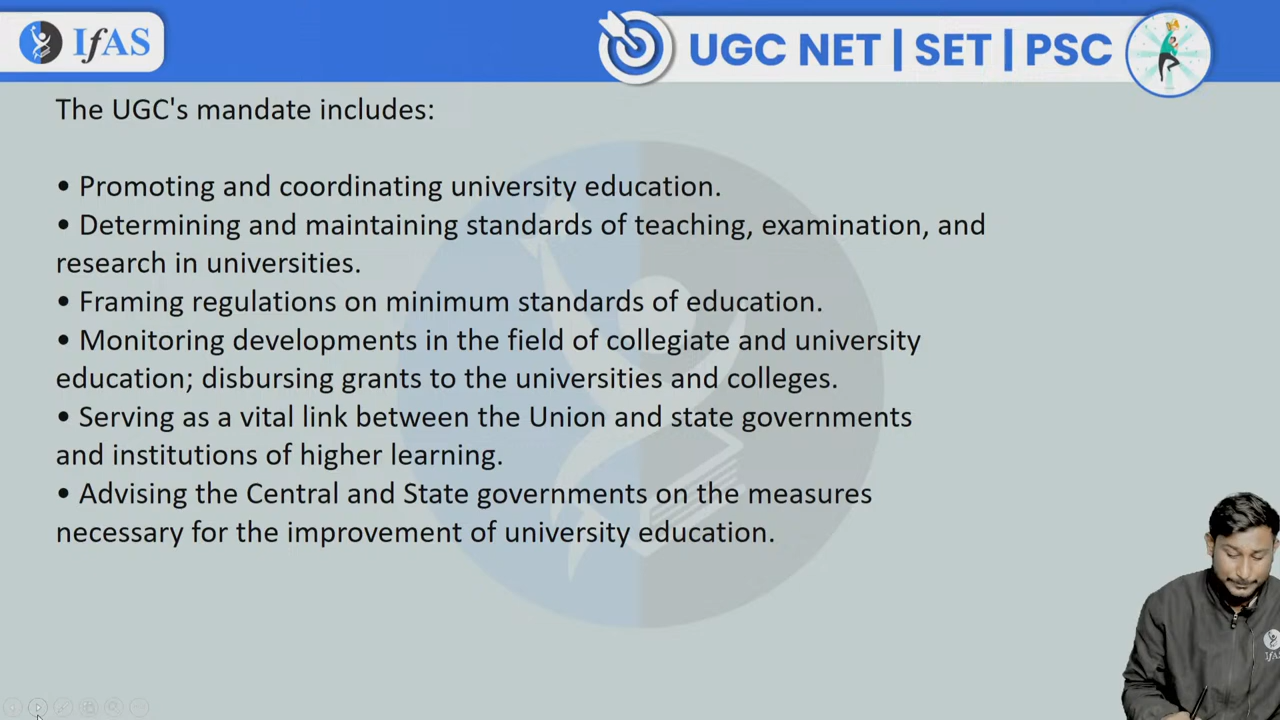 IfAS
UGC NET | SET | PSC
The UGC's mandate includes:
• Promoting and coordinating university education.
• Determining and maintaining standards of teaching, examination, and
research in universities.
• Framing regulations on minimum standards of education.
• Monitoring developments in the field of collegiate and university
education; disbursing grants to the universities and colleges.
• Serving as a vital link between the Union and state governments
and institutions of higher learning.
• Advising the Central and State governments on the measures
necessary for the improvement of university education.
IfAS